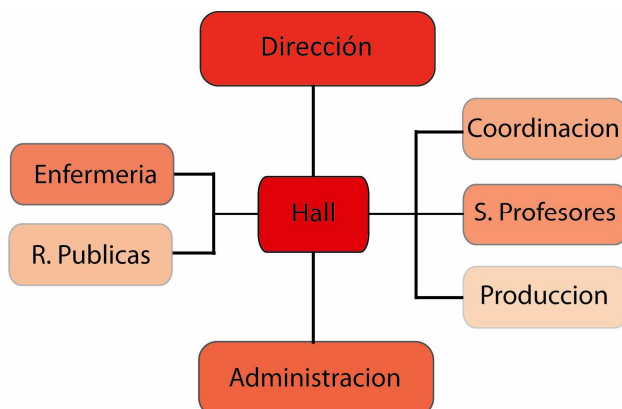 Dirección
Coordinacion
Enfermeria
Hall
S. Profesores
R. Publicas
Produccion
Administracion